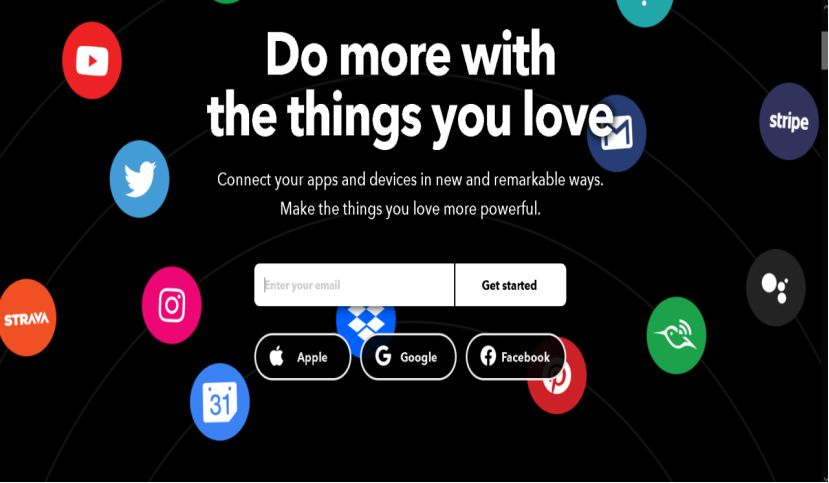 Do more with
the things you love
stripe
Connect your apps and devices in new and remarkable ways.
Make the things you love more powerful.
Enter your email
Get started
STRAVA
Apple
Google
Facebook
31